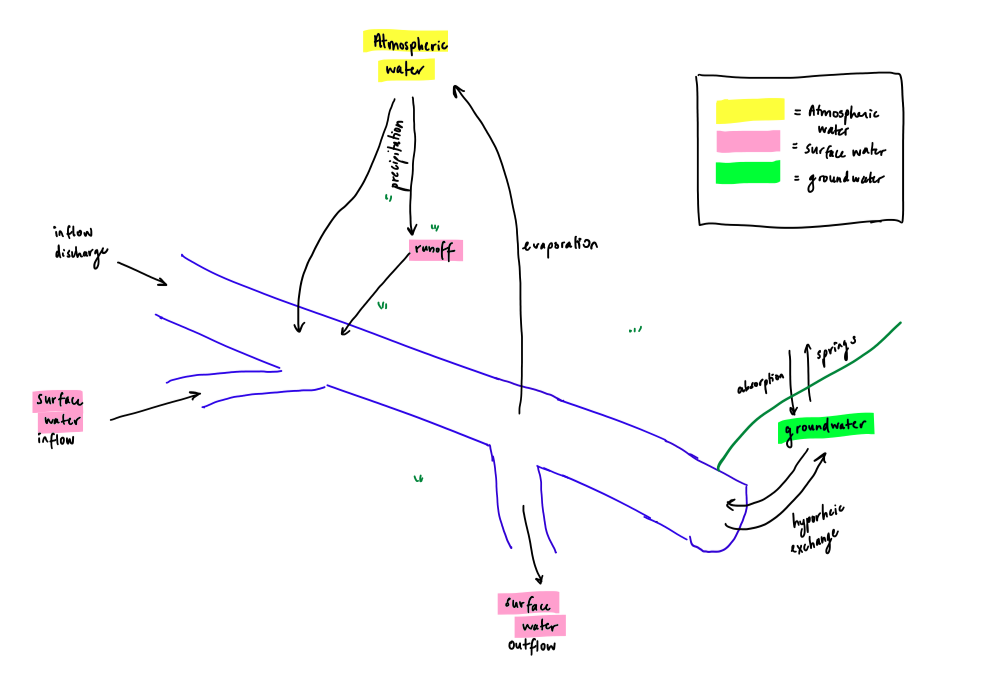 Atmospheric
water
= Atmospheric
water
= surface water
= groundwater
precipitation
inflow
discharge
runoff
evaporation
springs
absorption
surface
water
inflow
groundwater
hyporheic
exchange
surface
water
outflow